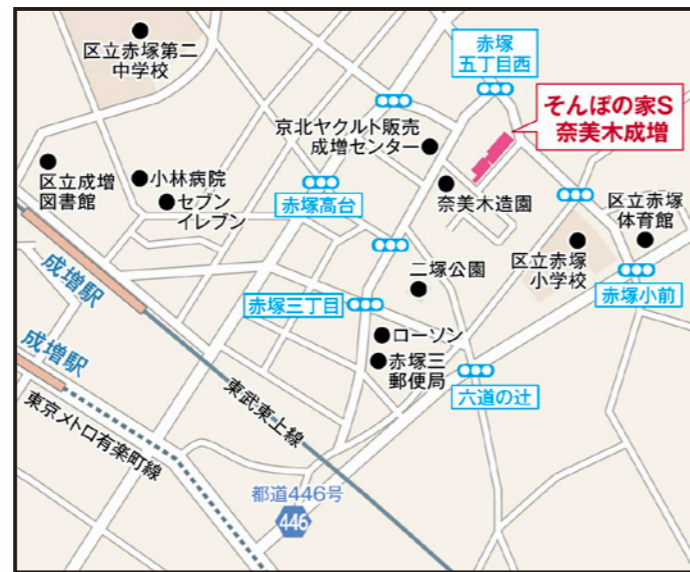 区立赤塚第二
中学校
赤塚
五丁目西
そんぽの家S
奈美木成増
京北ヤクルト販売
成増センター
区立成増
図書館
小林病院
セブン
イレブン
赤塚高台
奈美木造園
区立赤塚
体育館
区立赤塚
小学校
二塚公園
赤塚小前
成増駅
赤塚三丁目
ローソン
赤塚三
郵便局
六道の辻
成増駅
東武東上線
東京メトロ有楽町線
都道446号
446